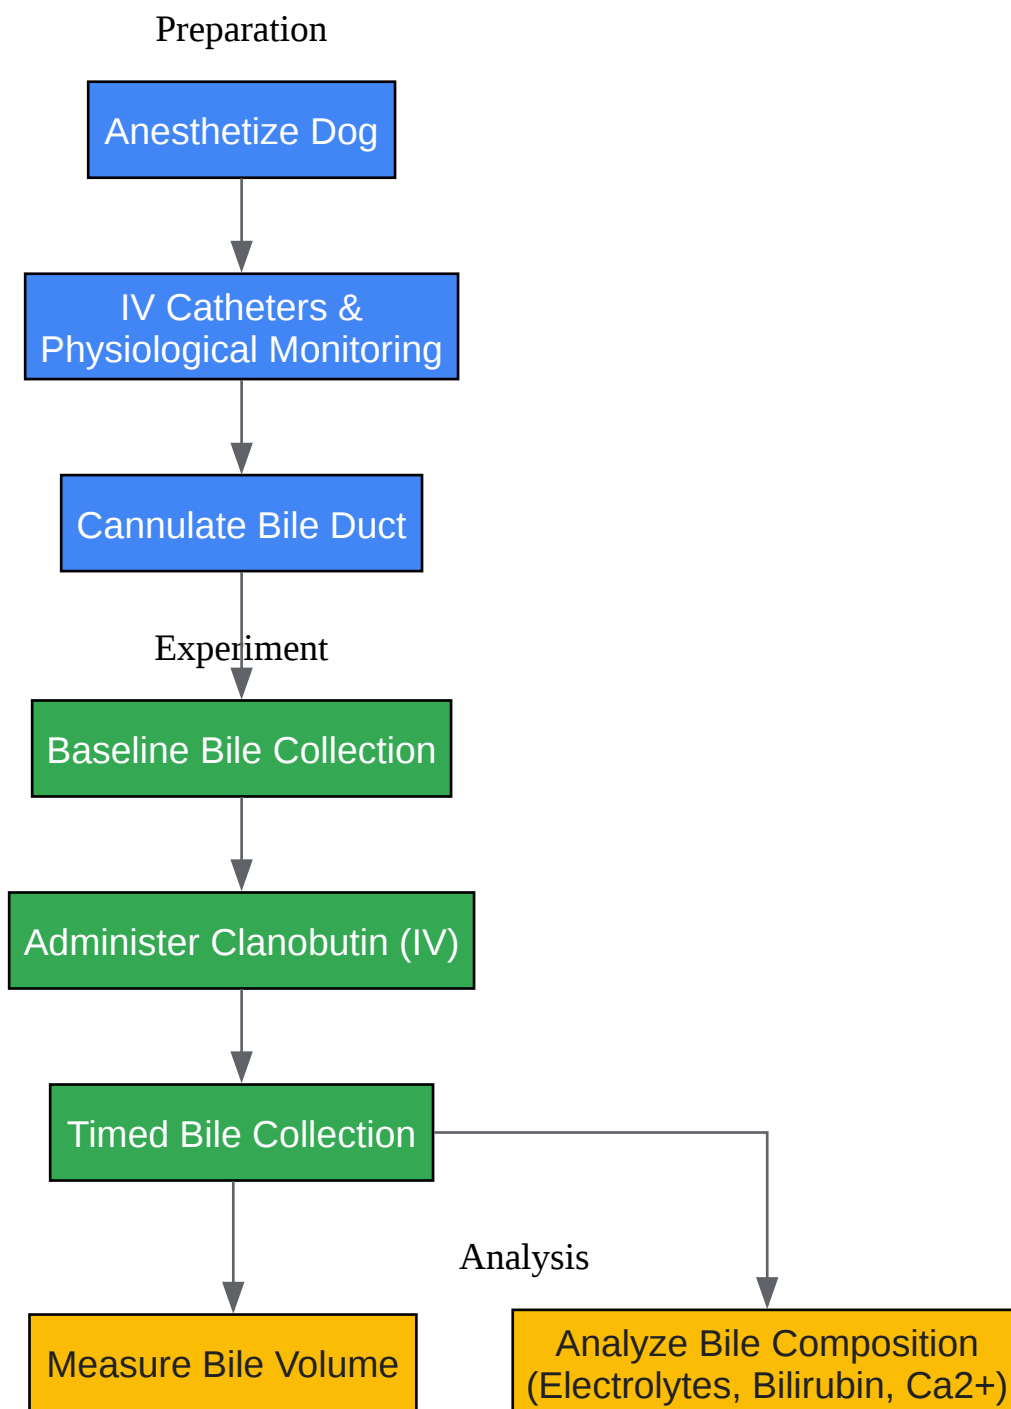 Preparation
Anesthetize Dog
IV Catheters &
Physiological Monitoring
Cannulate Bile Duct
Experiment
Baseline Bile Collection
Administer Clanobutin (IV)
Timed Bile Collection
Analysis
Measure Bile Volume
Analyze Bile Composition
(Electrolytes, Bilirubin, Ca2+)